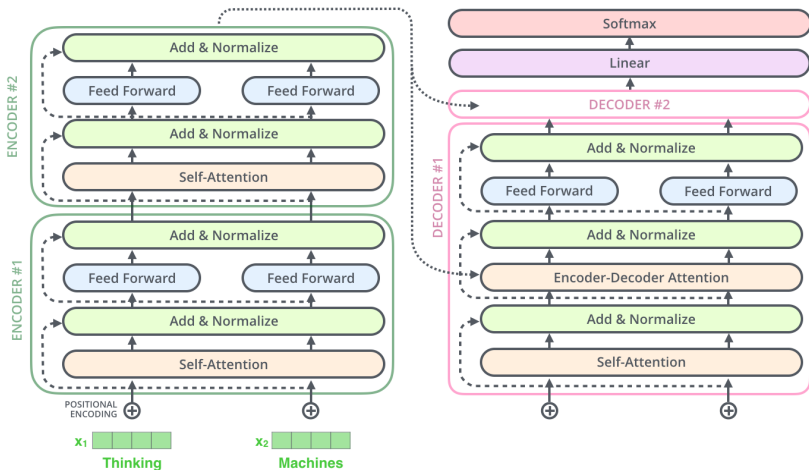 ENCODER #2
Add & Normalize
Feed Forward
Feed Forward
Add & Normalize
Self-Attention
ENCODER #1
Add & Normalize
Feed Forward
Feed Forward
Add & Normalize
Self-Attention
POSITIONAL
ENCODING
x₁
x₂
Thinking
Machines
Softmax
Linear
DECODER #2
DECODER #1
Add & Normalize
Feed Forward
Feed Forward
Add & Normalize
Encoder-Decoder Attention
Add & Normalize
Self-Attention